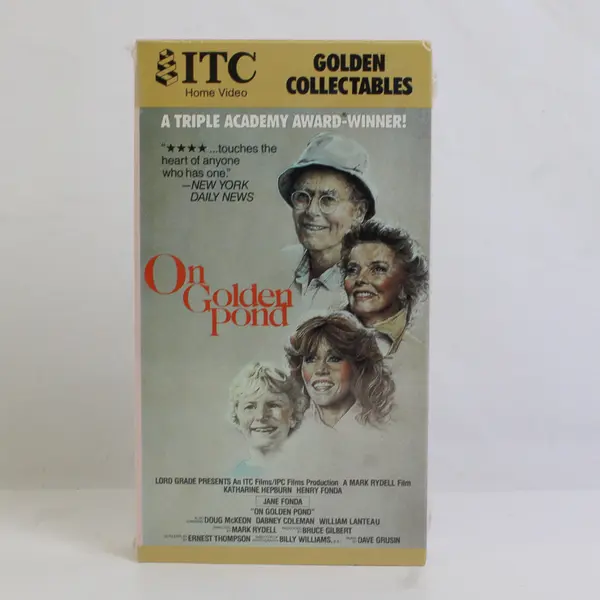 ITC
Home Video
GOLDEN
COLLECTABLES
A TRIPLE ACADEMY AWARD®WINNER!
"★★★★ ...touches the
heart of anyone
who has one."
—NEW YORK
DAILY NEWS
On
Golden
Pond
LORD GRADE PRESENTS An ITC Films/IPC Films Production A MARK RYDELL Film
KATHARINE HEPBURN HENRY FONDA
JANE FONDA
"ON GOLDEN POND"
DOUG McKEON DABNEY COLEMAN WILLIAM LANTEAU
MARK RYDELL BRUCE GILBERT
ERNEST THOMPSON BILLY WILLIAMS... DAVE GRUSIN